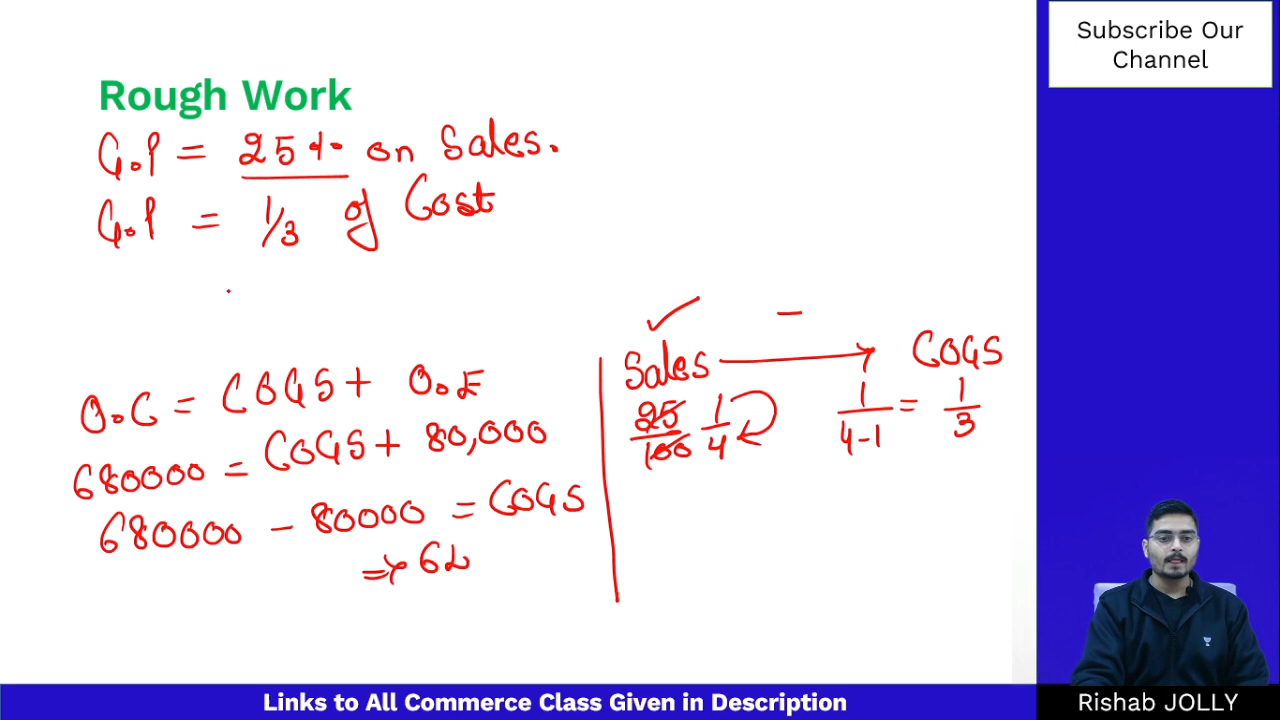 Subscribe Our
Channel
Rough Work
G.P = 25% on Sales.
G.P = 1/3 of Cost
O.C = COGS + O.E
680000 = COGS + 80,000
680000 - 80000 = COGS
=> 6L
Sales → COGS
25/100 1/4 1/4-1 = 1/3
Links to All Commerce Class Given in Description
Rishab JOLLY